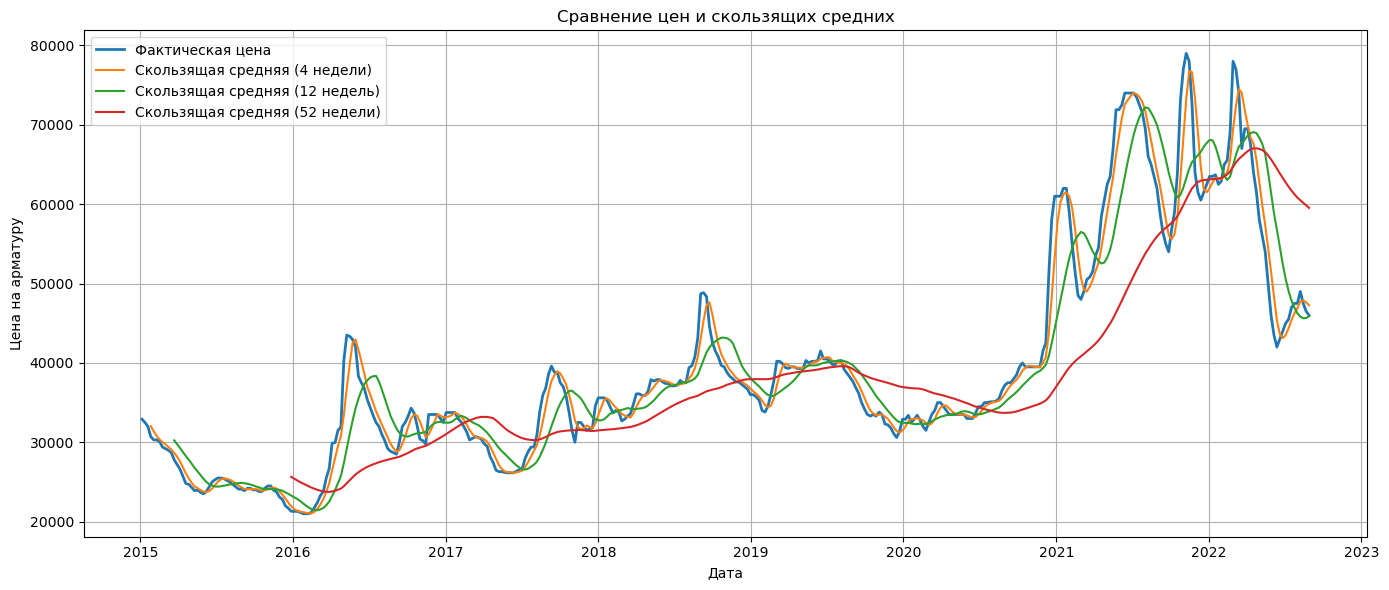 Сравнение цен и скользящих средних
Фактическая цена
Скользящая средняя (4 недели)
Скользящая средняя (12 недель)
Скользящая средняя (52 недели)
Цена на арматуру
80000
70000
60000
50000
40000
30000
20000
2015
2016
2017
2018
2019
2020
2021
2022
2023
Дата